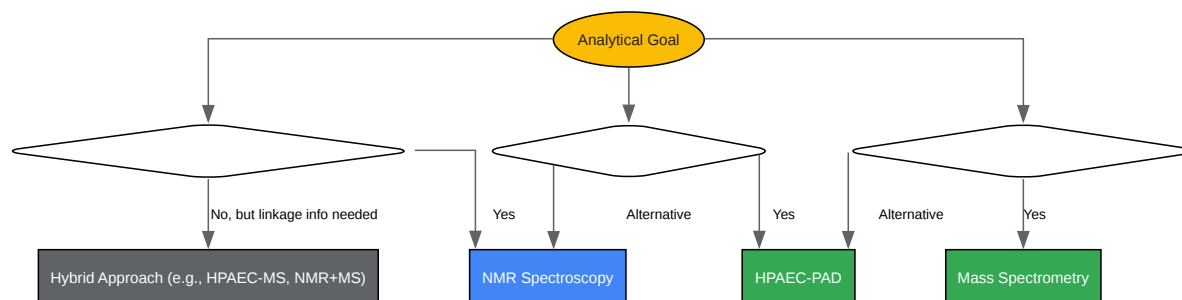 Analytical Goal
No, but linkage info needed
Yes
Alternative
Yes
Alternative
Yes
Hybrid Approach (e.g., HPAEC-MS, NMR+MS)
NMR Spectroscopy
HPAEC-PAD
Mass Spectrometry